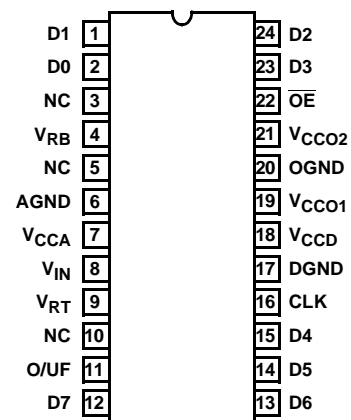 D1 1 24 D2
D0 2 23 D3
NC 3 22 O̅E̅
VRB 4 21 VCCO2
NC 5 20 OGND
AGND 6 19 VCCO1
VCCA 7 18 VCCD
VIN 8 17 DGND
VRT 9 16 CLK
NC 10 15 D4
O/UF 11 14 D5
D7 12 13 D6